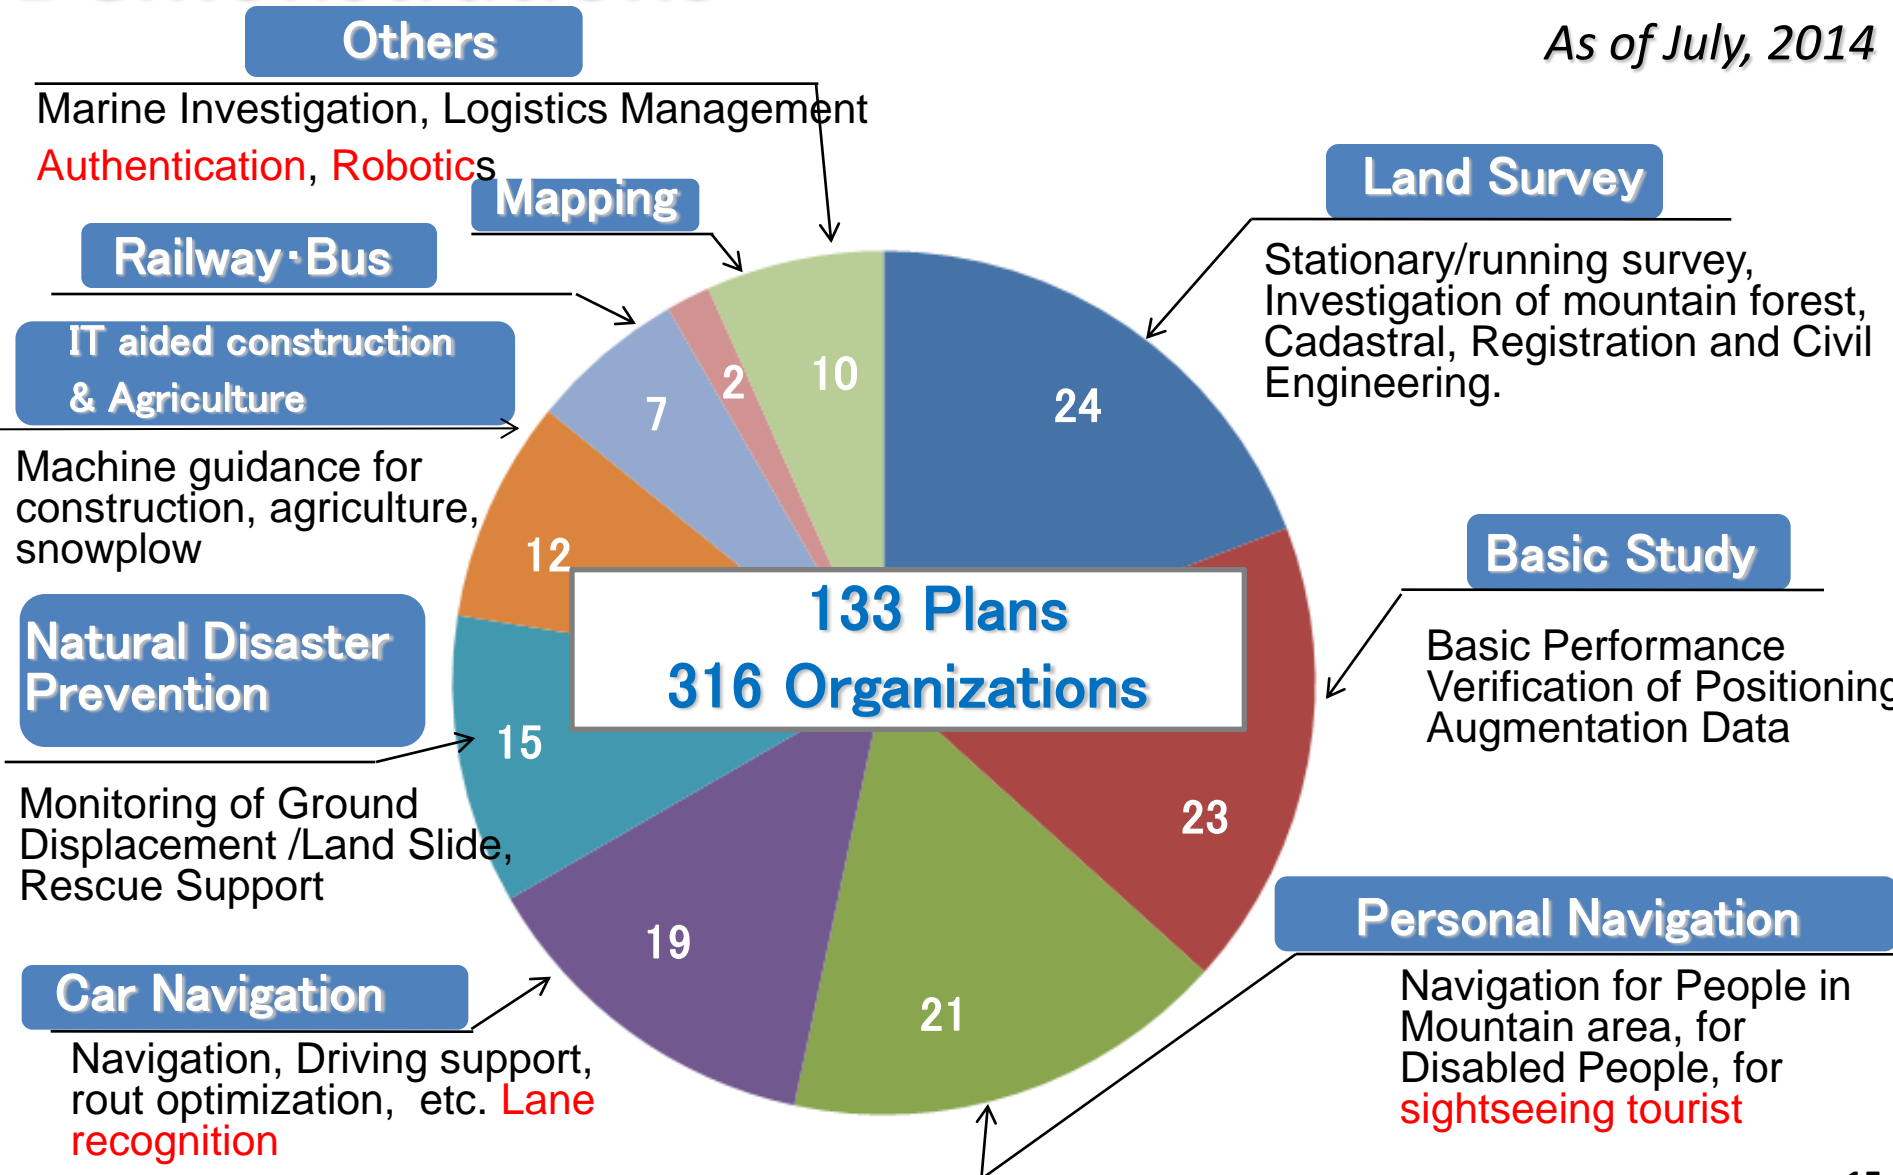 Others
As of July, 2014
Marine Investigation, Logistics Management
Authentication, Robotics
Mapping
Land Survey
Stationary/running survey,
Investigation of mountain forest,
Cadastral, Registration and Civil
Engineering.
Railway・Bus
IT aided construction
& Agriculture
Machine guidance for
construction, agriculture,
snowplow
Basic Study
Basic Performance
Verification of Positioning
Augmentation Data
Natural Disaster
Prevention
Monitoring of Ground
Displacement /Land Slide,
Rescue Support
Personal Navigation
Navigation for People in
Mountain area, for
Disabled People, for
sightseeing tourist
Car Navigation
Navigation, Driving support,
rout optimization, etc. Lane
recognition
133 Plans
316 Organizations
24
23
21
19
15
12
7
2
10